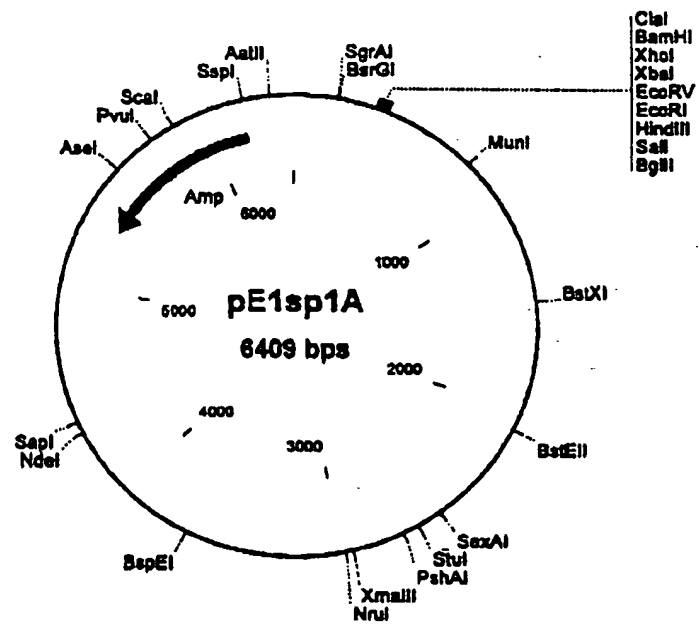 ClaI
BamHI
XhoI
XbaI
EcoRV
EcoRI
HindIII
SalI
BglII
AatII
SspI
SgrAI
BsrGI
ScaI
PvuI
AseI
MunI
Amp
6000
1000
5000
pE1sp1A
6409 bps
BstXI
2000
4000
3000
SapI
NdeI
BstEII
BspEI
SexAI
StuI
PshAI
XmaIII
NruI